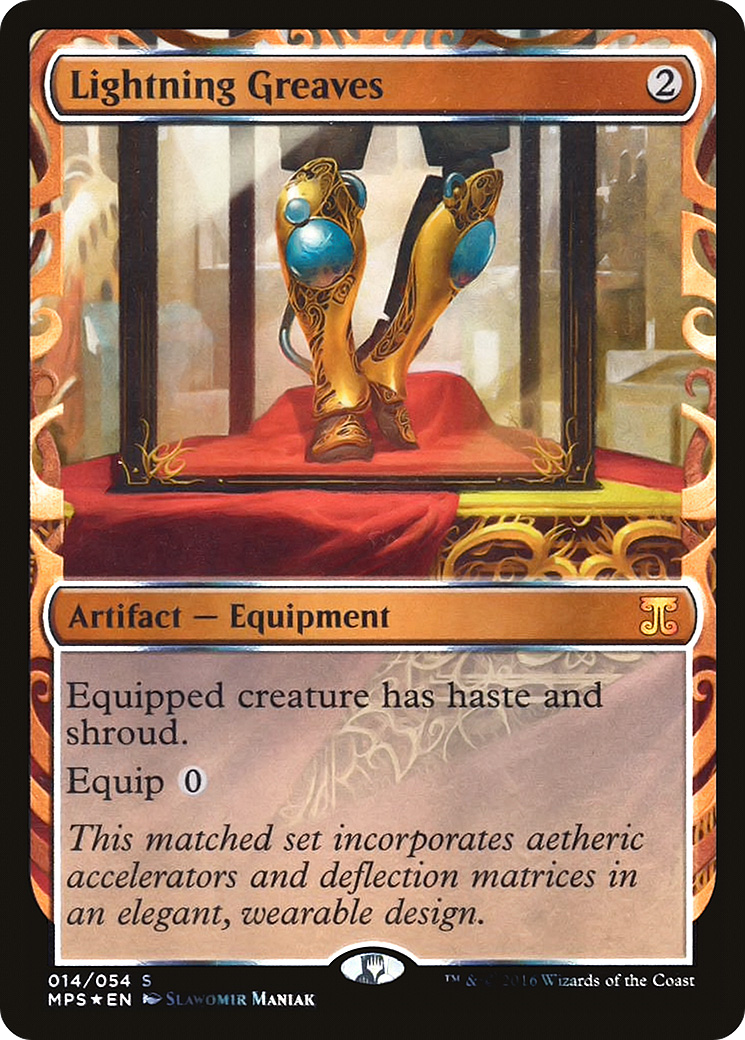 Lightning Greaves 2
Artifact — Equipment
Equipped creature has haste and
shroud.
Equip 0
This matched set incorporates aetheric
accelerators and deflection matrices in
an elegant, wearable design.
014/054 S
MPS★EN Slawomir Maniak
™ & © 2016 Wizards of the Coast